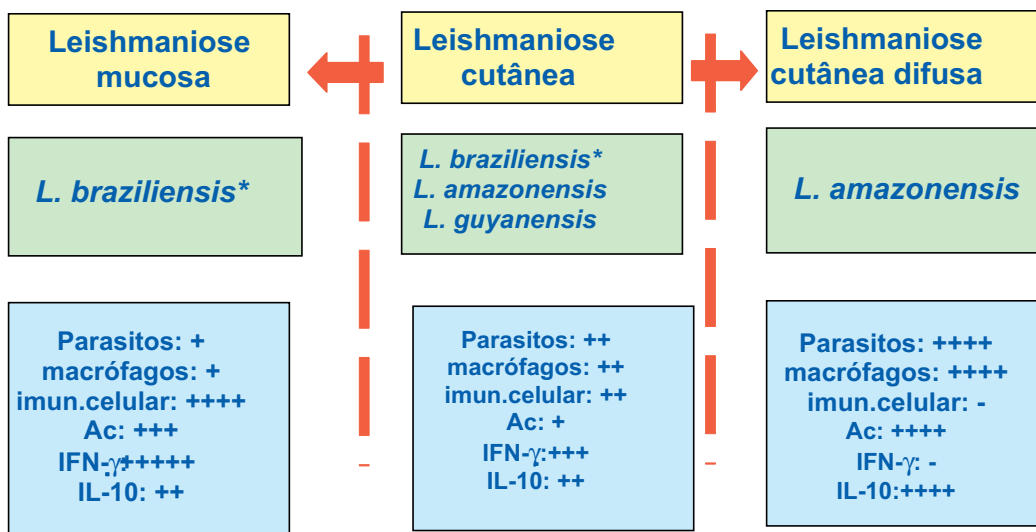 Leishmaniose
mucosa
Leishmaniose
cutânea
Leishmaniose
cutânea difusa
L. braziliensis*
L. braziliensis*
L. amazonensis
L. guyanensis
L. amazonensis
Parasitos: +
macrófagos: +
imun.celular: ++++
Ac: +++
IFN-γ:+++++
IL-10: ++
Parasitos: ++
macrófagos: ++
imun.celular: ++
Ac: +
IFN-γ:+++
IL-10: ++
Parasitos: ++++
macrófagos: ++++
imun.celular: -
Ac: ++++
IFN-γ: -
IL-10:++++